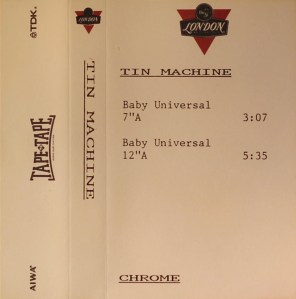 TDK.
TAPE to TAPE
AIWA
LONDON
TIN MACHINE
LONDON
TIN MACHINE
Baby Universal
7"A 3:07
Baby Universal
12"A 5:35
CHROME